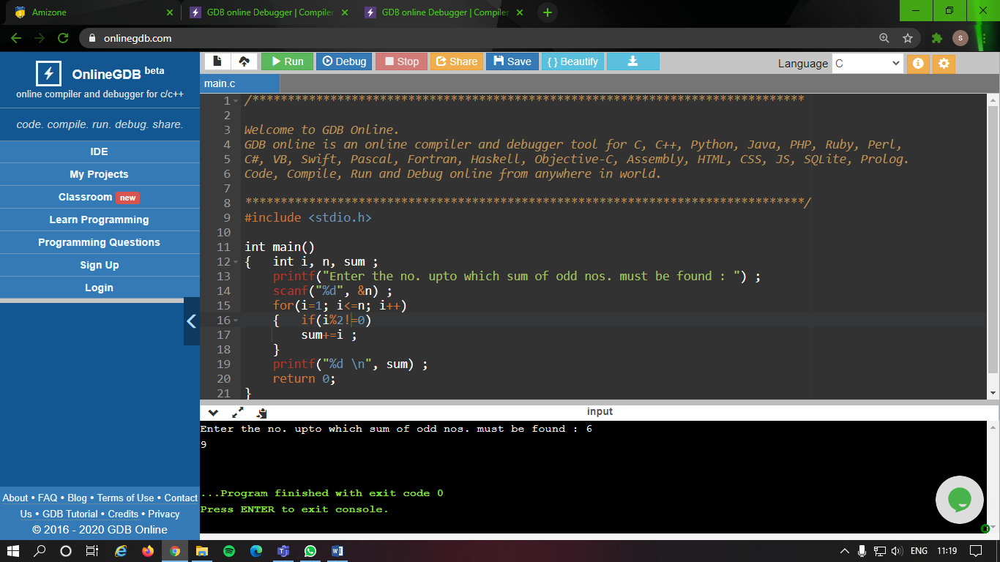 Amizone
GDB online Debugger | Compiler
GDB online Debugger | Compiler
onlinegdb.com
S
OnlineGDB beta
online compiler and debugger for c/c++
code. compile. run. debug. share.
IDE
My Projects
Classroom new
Learn Programming
Programming Questions
Sign Up
Login
About • FAQ • Blog • Terms of Use • Contact
Us • GDB Tutorial • Credits • Privacy
© 2016 - 2020 GDB Online
Run Debug Stop Share Save { } Beautify
Language C
main.c
1 /******************************************************************************
2
3 Welcome to GDB Online.
4 GDB online is an online compiler and debugger tool for C, C++, Python, Java, PHP, Ruby, Perl,
5 C#, VB, Swift, Pascal, Fortran, Haskell, Objective-C, Assembly, HTML, CSS, JS, SQLite, Prolog.
6 Code, Compile, Run and Debug online from anywhere in world.
7
8 *******************************************************************************/
9 #include <stdio.h>
10
11 int main()
12 {   int i, n, sum ;
13     printf("Enter the no. upto which sum of odd nos. must be found : ") ;
14     scanf("%d", &n) ;
15     for(i=1; i<=n; i++)
16     {   if(i%2!=0)
17         sum+=i ;
18     }
19     printf("%d \n", sum) ;
20     return 0;
21 }
input
Enter the no. upto which sum of odd nos. must be found : 6
9
...Program finished with exit code 0
Press ENTER to exit console.
ENG 11:19